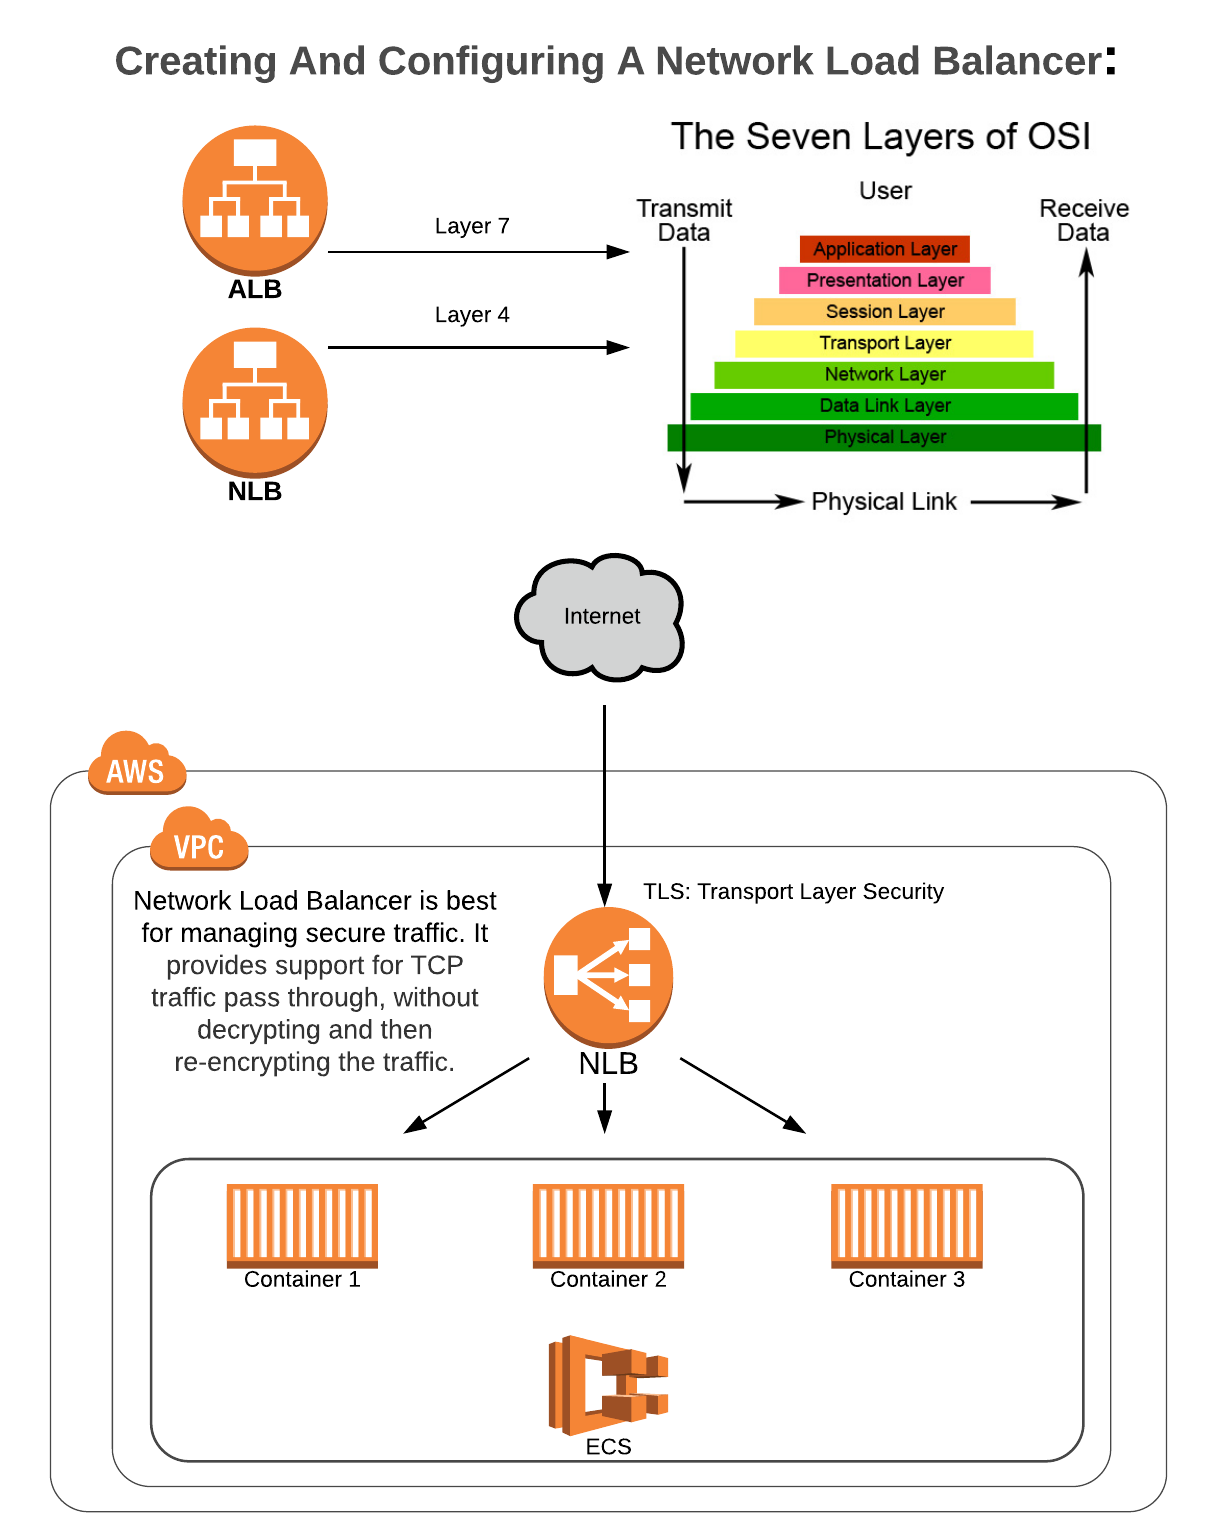 Creating And Configuring A Network Load Balancer:
The Seven Layers of OSI
User
Transmit
Data
Receive
Data
Layer 7
ALB
Layer 4
NLB
Application Layer
Presentation Layer
Session Layer
Transport Layer
Network Layer
Data Link Layer
Physical Layer
Physical Link
Internet
AWS
VPC
Network Load Balancer is best
for managing secure traffic. It
provides support for TCP
traffic pass through, without
decrypting and then
re-encrypting the traffic.
TLS: Transport Layer Security
NLB
Container 1
Container 2
Container 3
ECS